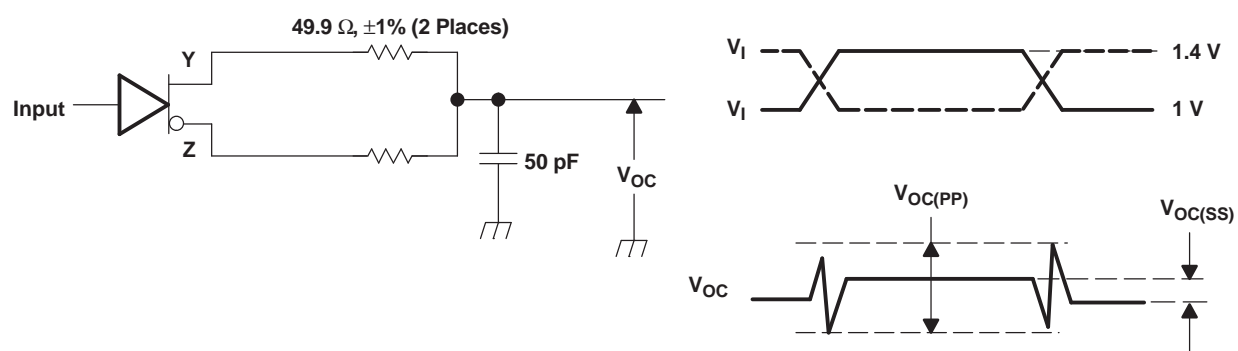 49.9 Ω, ±1% (2 Places)
Y
Input
Z
50 pF
VOC
VI
1.4 V
VI
1 V
VOC(PP)
VOC(SS)
VOC